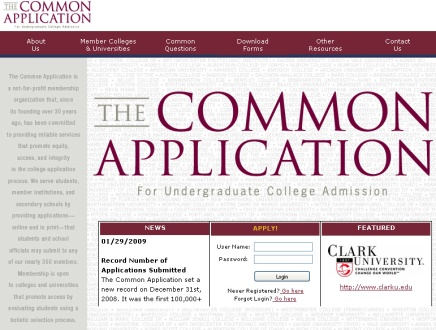 THE COMMON
APPLICATION
For Undergraduate College Admission
About
Us
Member Colleges
& Universities
Common
Questions
Download
Forms
Other
Resources
Contact
Us
The Common Application is
a not-for-profit membership
organization that, since
its founding over 30 years
ago, has been committed
to providing reliable services
that promote equity,
access, and integrity
in the college application
process. We serve students,
member institutions, and
secondary schools by
providing applications—
online and in print—that
students and school
officials may submit to any
of our nearly 350 members.
Membership is open
to colleges and universities
that promote access by
evaluating students using a
holistic selection process.
THE COMMON
APPLICATION
For Undergraduate College Admission
NEWS
01/29/2009
Record Number of
Applications Submitted
The Common Application set a
new record on December 31st,
2008. It was the first 100,000+
APPLY!
User Name:
Password:
Login
Never Registered? Go here
Forgot Login? Go here
FEATURED
CLARK
UNIVERSITY.
CHALLENGE CONVENTION.
CHANGE OUR WORLD.
http://www.clarku.edu